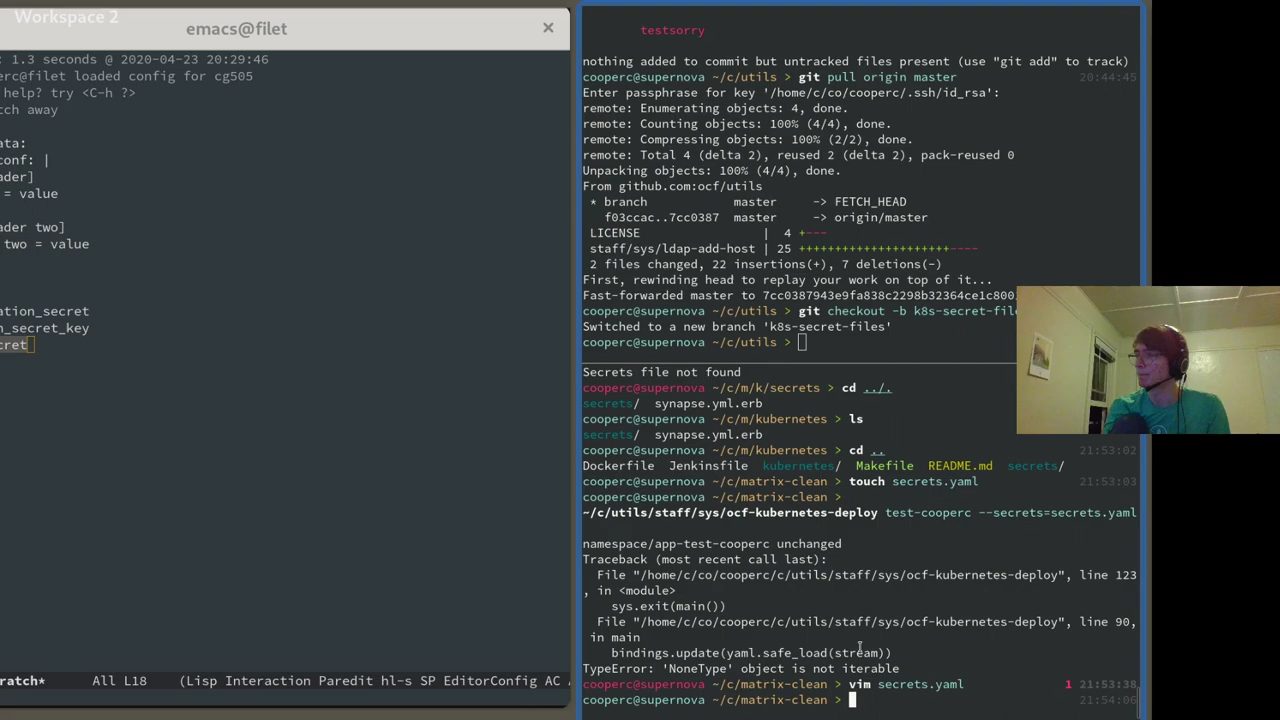 Workspace 2
emacs@filet
×
: 1.3 seconds @ 2020-04-23 20:29:46
erc@filet loaded config for cg505
help? try <C-h ?>
tch away
ata:
conf: |
ader]
= value
ader two]
two = value
ation_secret
n_secret_key
cret
ratch*    All L18    (Lisp Interaction Paredit hl-s SP EditorConfig AC A
testsorry
nothing added to commit but untracked files present (use "git add" to track)
cooperc@supernova ~/c/utils > git pull origin master 20:44:45
Enter passphrase for key '/home/c/co/cooperc/.ssh/id_rsa':
remote: Enumerating objects: 4, done.
remote: Counting objects: 100% (4/4), done.
remote: Compressing objects: 100% (2/2), done.
remote: Total 4 (delta 2), reused 2 (delta 2), pack-reused 0
Unpacking objects: 100% (4/4), done.
From github.com:ocf/utils
* branch            master     -> FETCH_HEAD
f03ccac..7cc0387  master     -> origin/master
LICENSE                | 4 +---
staff/sys/ldap-add-host | 25 +++++++++++++++++++++----
2 files changed, 22 insertions(+), 7 deletions(-)
First, rewinding head to replay your work on top of it...
Fast-forwarded master to 7cc0387943e9fa838c2298b32364ce1c800
cooperc@supernova ~/c/utils > git checkout -b k8s-secret-fil
Switched to a new branch 'k8s-secret-files'
cooperc@supernova ~/c/utils >
Secrets file not found
cooperc@supernova ~/c/m/k/secrets > cd ../.
secrets/  synapse.yml.erb
cooperc@supernova ~/c/m/kubernetes > ls
secrets/  synapse.yml.erb
cooperc@supernova ~/c/m/kubernetes > cd .. 21:53:02
Dockerfile  Jenkinsfile  kubernetes/  Makefile  README.md  secrets/
cooperc@supernova ~/c/matrix-clean > touch secrets.yaml 21:53:03
cooperc@supernova ~/c/matrix-clean >
~/c/utils/staff/sys/ocf-kubernetes-deploy test-cooperc --secrets=secrets.yaml
namespace/app-test-cooperc unchanged
Traceback (most recent call last):
File "/home/c/co/cooperc/c/utils/staff/sys/ocf-kubernetes-deploy", line 123
, in <module>
sys.exit(main())
File "/home/c/co/cooperc/c/utils/staff/sys/ocf-kubernetes-deploy", line 90,
in main
bindings.update(yaml.safe_load(stream))
TypeError: 'NoneType' object is not iterable
cooperc@supernova ~/c/matrix-clean > vim secrets.yaml 1 21:53:38
cooperc@supernova ~/c/matrix-clean > 21:54:06